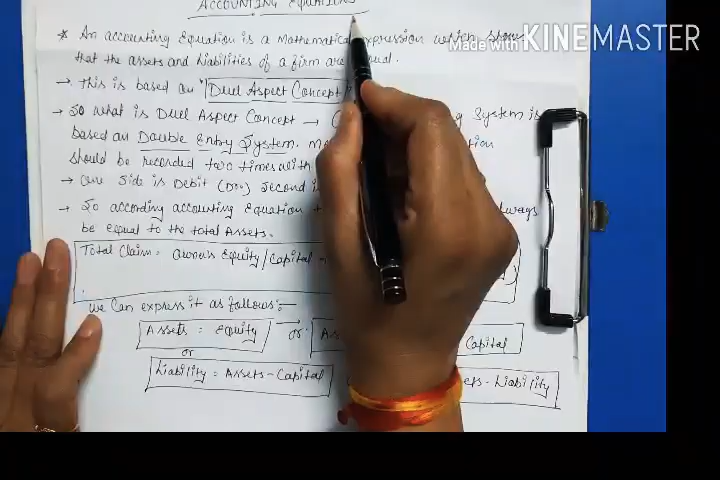 ACCOUNTING EQUATIONS
Made with KINEMASTER
* An accounting Equation is a Mathematical expression which show
that the assets and liabilities of a firm are
→ This is based on "Duel Aspect Concept"
→ So what is Duel Aspect Concept → System is
based on Double Entry System.
should be recorded two times with
→ one side is Debit (Dr.) second
→ So according accounting Equation always
be equal to the total Assets.
Total Claim = owner's Equity/Capital
we can express it as follows:-
Assets = Equity → or Capital
or
Liability = Assets - Capital - Liability